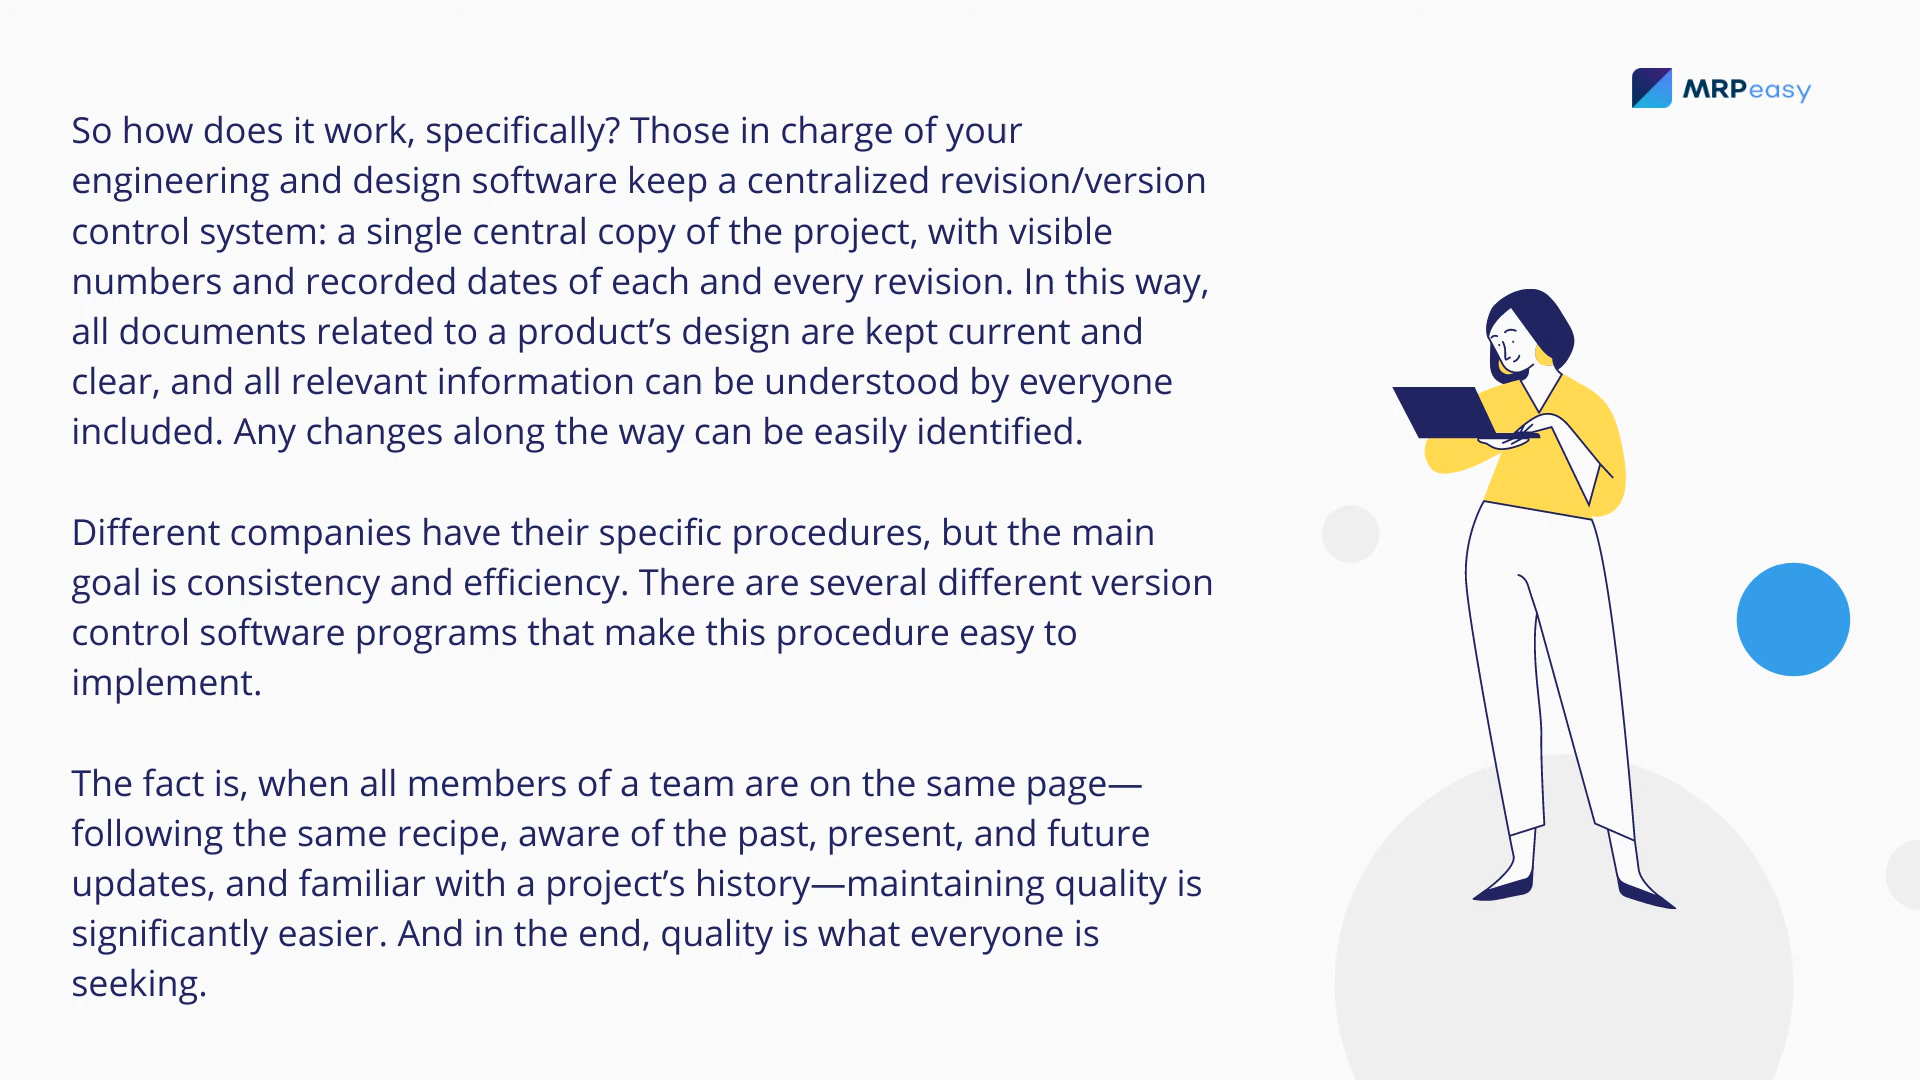 MRPeasy
So how does it work, specifically? Those in charge of your
engineering and design software keep a centralized revision/version
control system: a single central copy of the project, with visible
numbers and recorded dates of each and every revision. In this way,
all documents related to a product’s design are kept current and
clear, and all relevant information can be understood by everyone
included. Any changes along the way can be easily identified.
Different companies have their specific procedures, but the main
goal is consistency and efficiency. There are several different version
control software programs that make this procedure easy to
implement.
The fact is, when all members of a team are on the same page—
following the same recipe, aware of the past, present, and future
updates, and familiar with a project’s history—maintaining quality is
significantly easier. And in the end, quality is what everyone is
seeking.